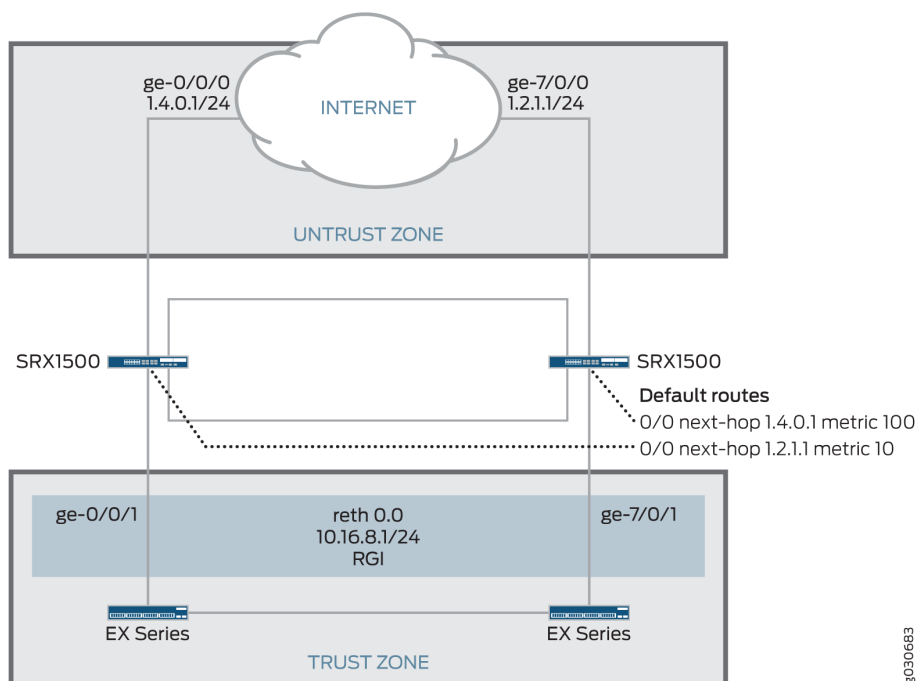 ge-0/0/0
1.4.0.1/24
INTERNET
ge-7/0/0
1.2.1.1/24
UNTRUST ZONE
SRX1500
SRX1500
Default routes
0/0 next-hop 1.4.0.1 metric 100
0/0 next-hop 1.2.1.1 metric 10
ge-0/0/1
reth 0.0
10.16.8.1/24
RGI
ge-7/0/1
EX Series
EX Series
TRUST ZONE
g030683